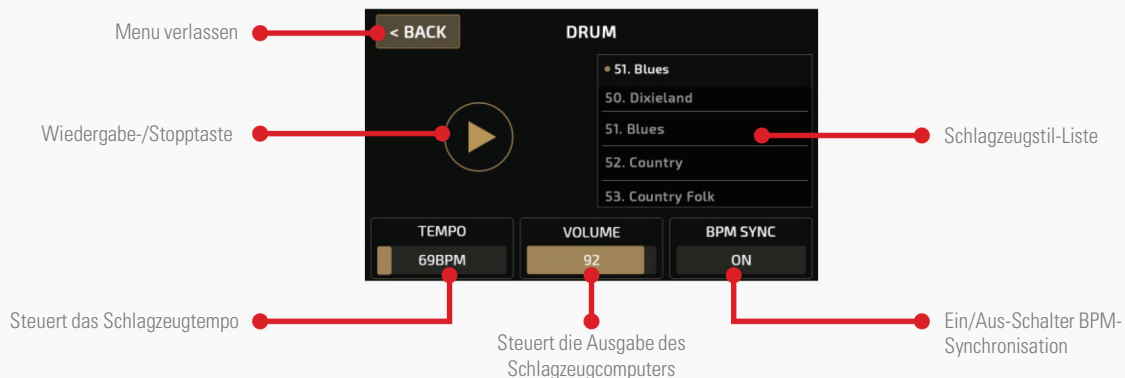 Menu verlassen
< BACK
DRUM
51. Blues
50. Dixieland
Wiedergabe-/Stopptaste
51. Blues
Schlagzeugstil-Liste
52. Country
53. Country Folk
TEMPO
VOLUME
BPM SYNC
69BPM
92
ON
Steuert das Schlagzeugtempo
Steuert die Ausgabe des
Schlagzeugcomputers
Ein/Aus-Schalter BPM-
Synchronisation